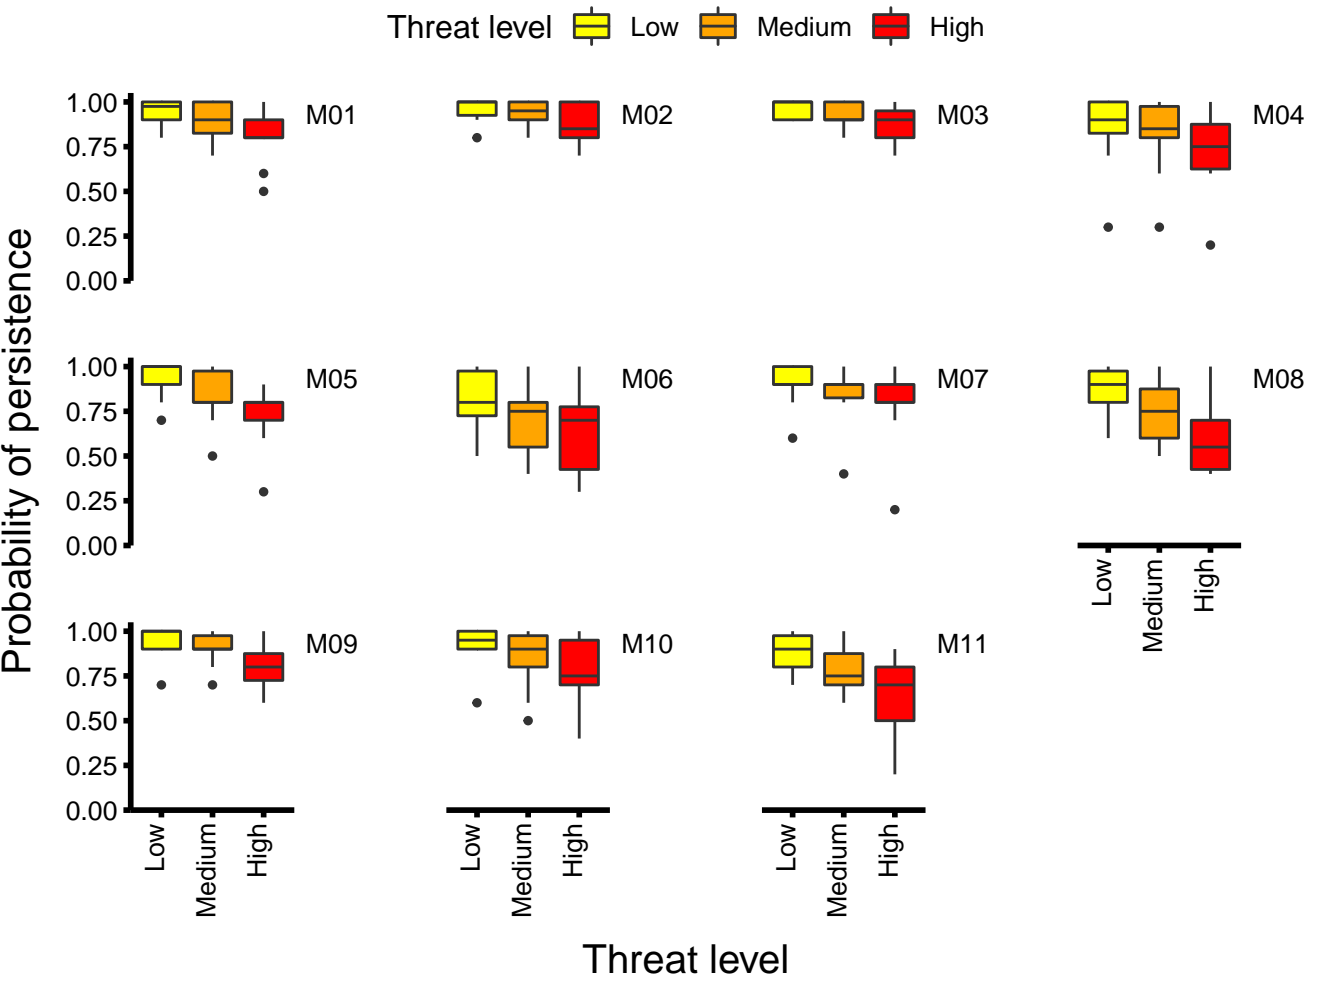 Threat level Low Medium High
1.00 0.75 0.50 0.25 0.00 M01 M02 M03 M04
Probability of persistence
1.00 0.75 0.50 0.25 0.00 M05 M06 M07 M08
Low Medium High
1.00 0.75 0.50 0.25 0.00 M09 M10 M11
Low Medium High Low Medium High Low Medium High
Threat level